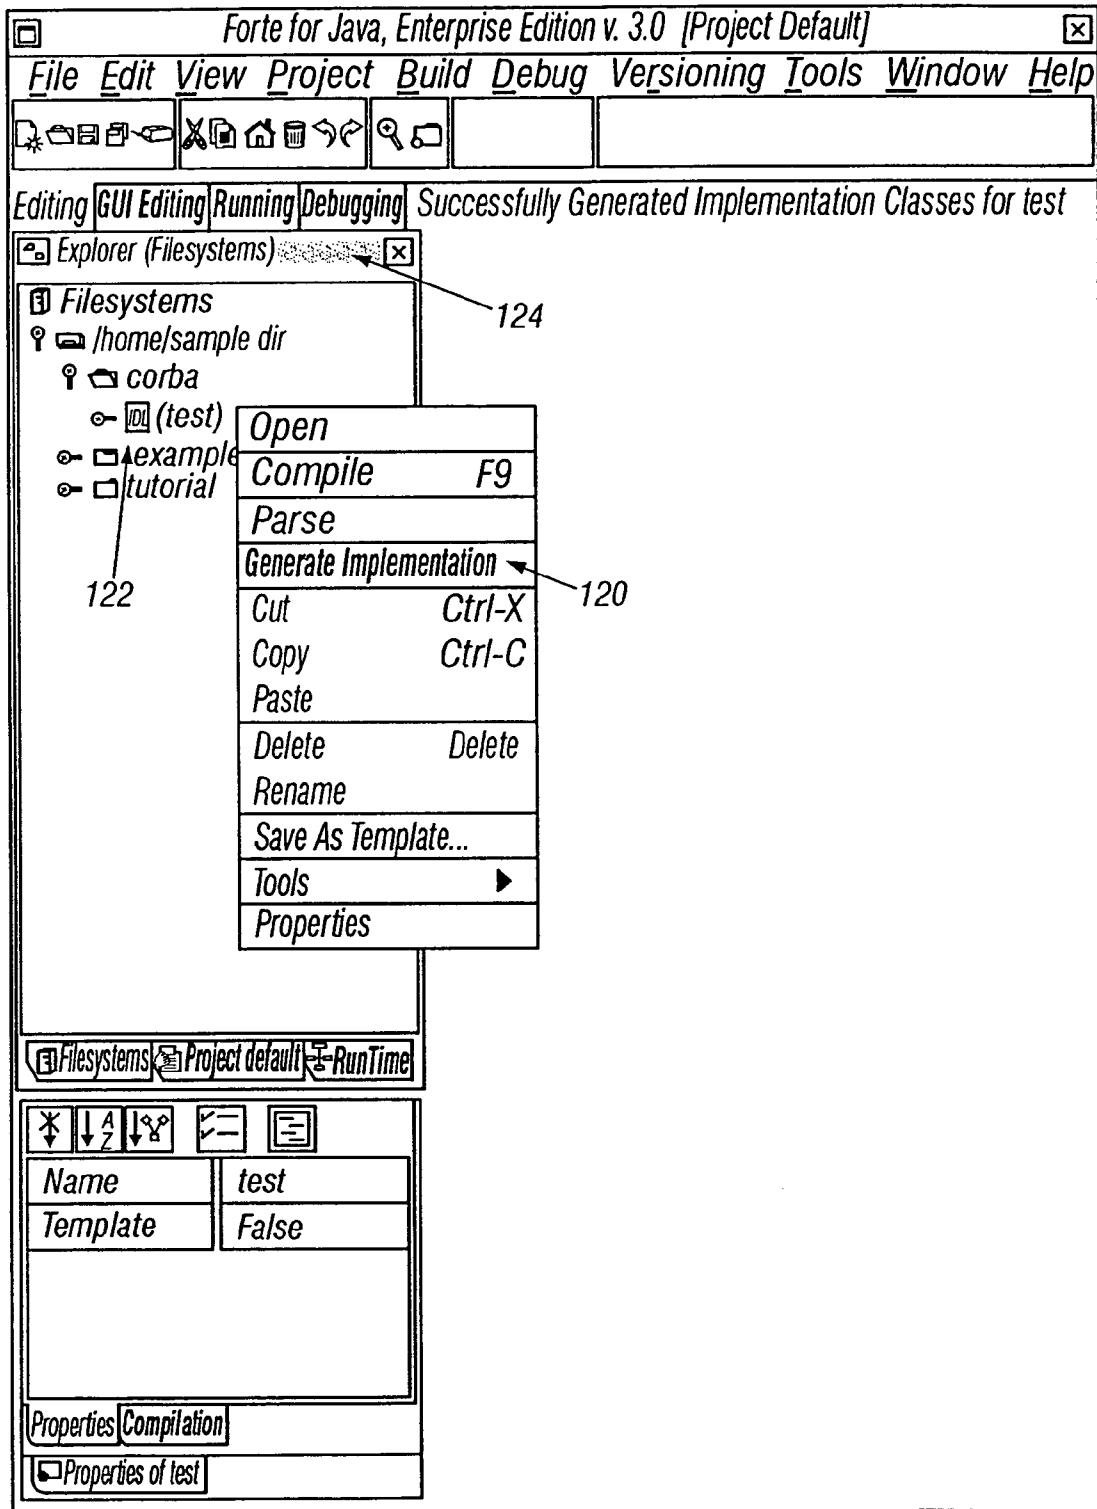 Forte for Java, Enterprise Edition v. 3.0 [Project Default]
File Edit View Project Build Debug Versioning Tools Window Help
Editing GUI Editing Running Debugging Successfully Generated Implementation Classes for test
Explorer (Filesystems)
124
Filesystems
/home/sample dir
corba
IDL (test)
example
tutorial
122
Open
Compile F9
Parse
Generate Implementation
120
Cut Ctrl-X
Copy Ctrl-C
Paste
Delete Delete
Rename
Save As Template...
Tools
Properties
Filesystems Project default RunTime
A
Z
Name test
Template False
Properties Compilation
Properties of test